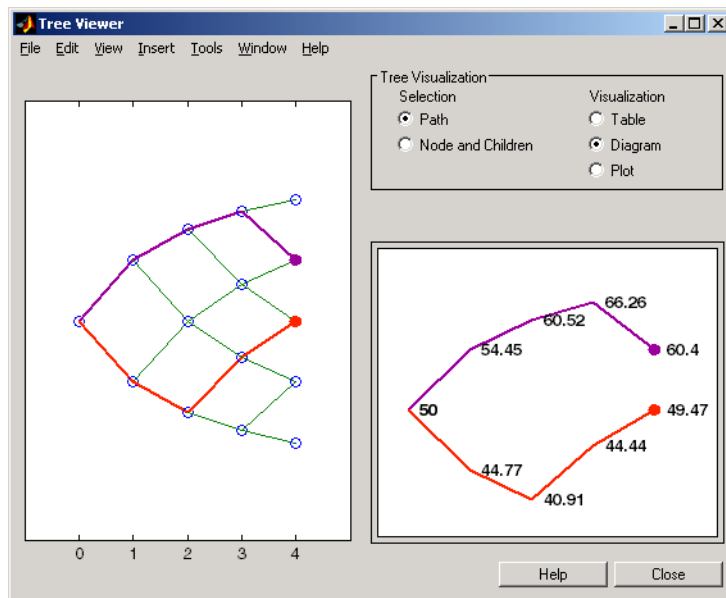 Tree Viewer
File Edit View Insert Tools Window Help
Tree Visualization
Selection
Path
Node and Children
Visualization
Table
Diagram
Plot
0 1 2 3 4
66.26
60.52
54.45
60.4
50
49.47
44.44
44.77
40.91
Help Close